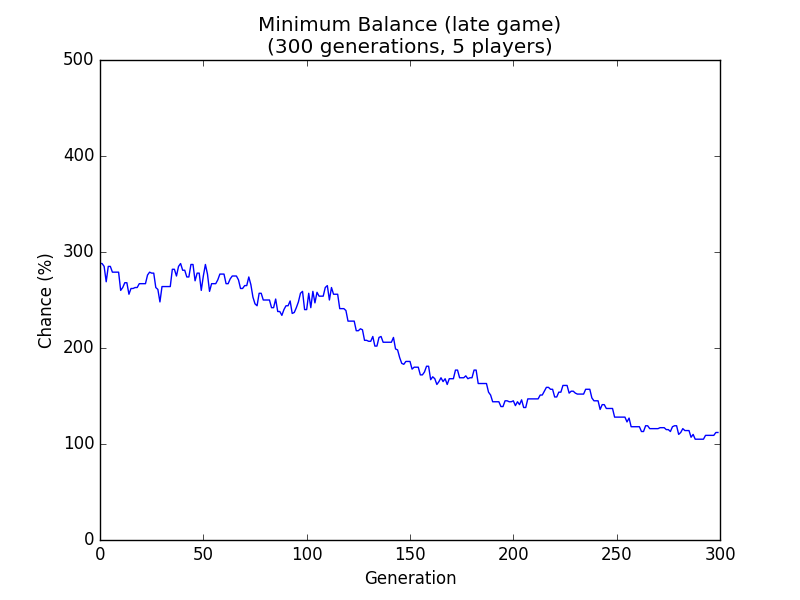 Minimum Balance (late game)
(300 generations, 5 players)
500
400
300
200
100
0
Chance (%)
0 50 100 150 200 250 300
Generation